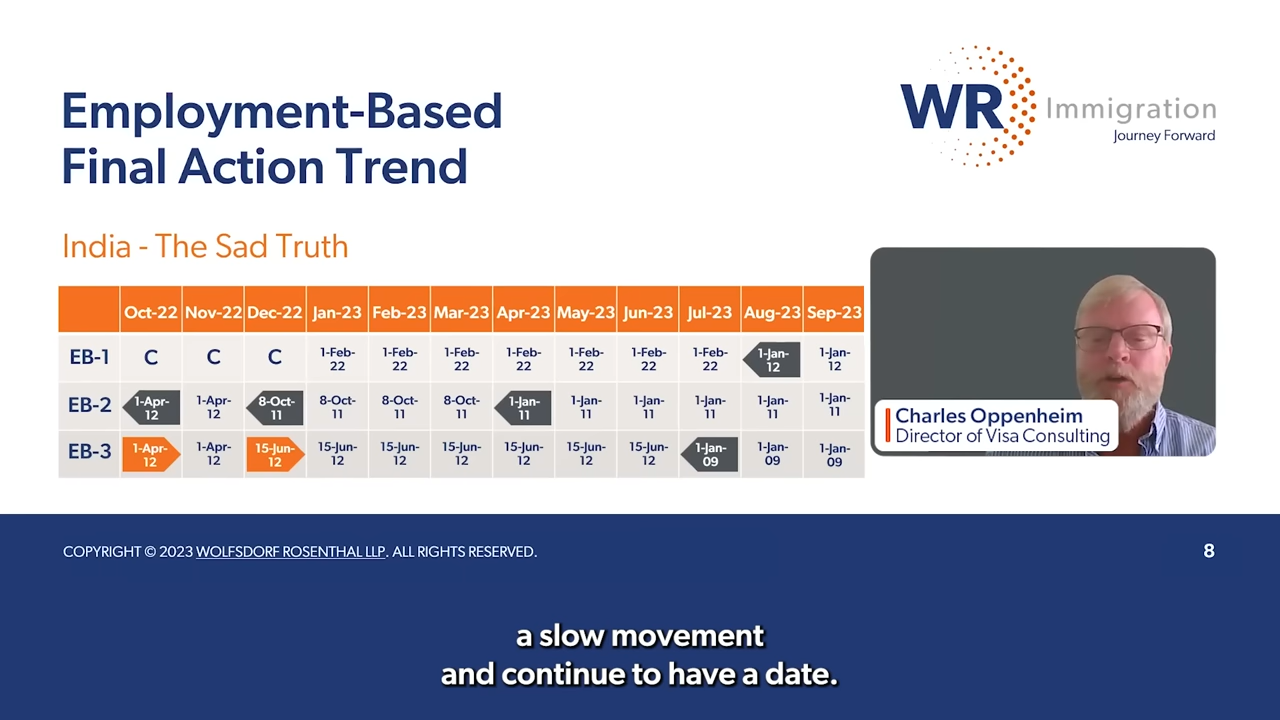 Employment-Based
Final Action Trend
WR Immigration
Journey Forward
India - The Sad Truth
Oct-22 Nov-22 Dec-22 Jan-23 Feb-23 Mar-23 Apr-23 May-23 Jun-23 Jul-23 Aug-23 Sep-23
EB-1 C C C 1-Feb-22 1-Feb-22 1-Feb-22 1-Feb-22 1-Feb-22 1-Feb-22 1-Feb-22 1-Jan-12 1-Jan-12
EB-2 1-Apr-12 1-Apr-12 8-Oct-11 8-Oct-11 8-Oct-11 8-Oct-11 1-Jan-11 1-Jan-11 1-Jan-11 1-Jan-11 1-Jan-11 1-Jan-11
EB-3 1-Apr-12 1-Apr-12 15-Jun-12 15-Jun-12 15-Jun-12 15-Jun-12 15-Jun-12 15-Jun-12 15-Jun-12 1-Jan-09 1-Jan-09 1-Jan-09
Charles Oppenheim
Director of Visa Consulting
COPYRIGHT © 2023 WOLFSDORF ROSENTHAL LLP. ALL RIGHTS RESERVED.
8
a slow movement
and continue to have a date.